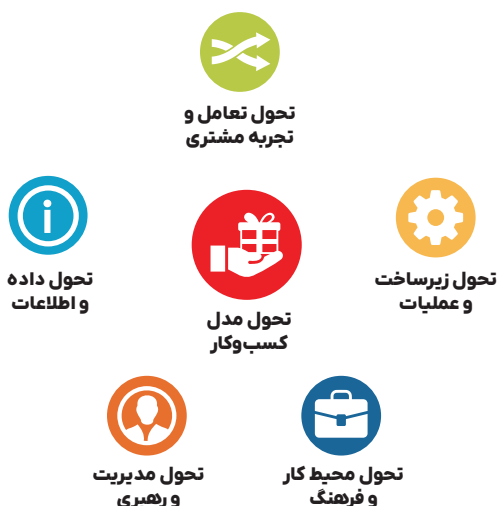 تحول تعامل و
تجربه مشتری
تحول زیرساخت
و عملیات
تحول مدل
کسب‌وکار
تحول داده
و اطلاعات
تحول محیط کار
و فرهنگ
تحول مدیریت
و رهبری